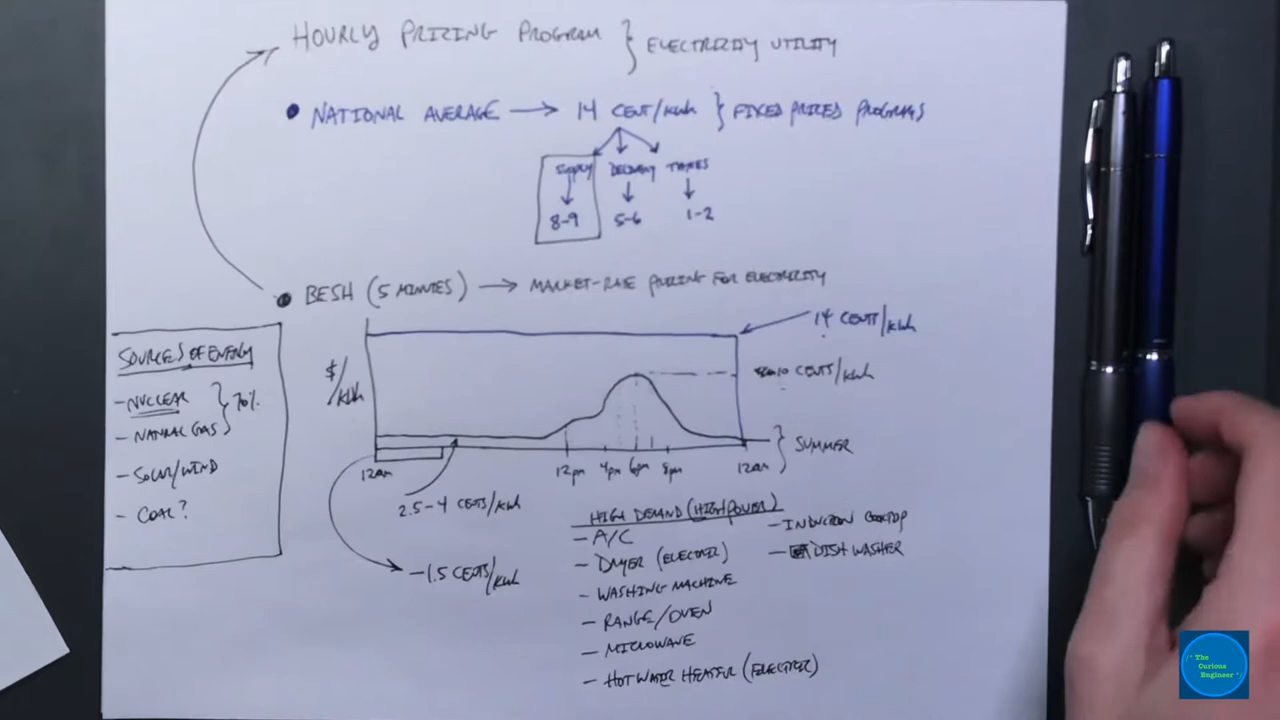 HOURLY PRICING PROGRAM } ELECTRICITY UTILITY
• NATIONAL AVERAGE → 14 CENT/kWh } FIXED PRICED PROGRAMS
SUPPLY DELIVERY TAXES
8-9 5-6 1-2
• BESH (5 MINUTES) → MARKET-RATE PRICING FOR ELECTRICITY
14 CENT/kWh
$/kWh
10 CENTS/kWh
SUMMER
12am 12pm 4pm 6pm 8pm 12am
SOURCES OF ENERGY
- NUCLEAR
- NATURAL GAS } 70%
- SOLAR/WIND
- COAL?
2.5-4 CENTS/kWh
-1.5 CENTS/kWh
HIGH DEMAND (HIGH POWER)
- A/C
- DRYER (ELECTRIC)
- WASHING MACHINE
- RANGE/OVEN
- MICROWAVE
- HOT WATER HEATER (ELECTRIC)
- INDUCTION COOKTOP
- DISH WASHER
/* The
Curious
Engineer */